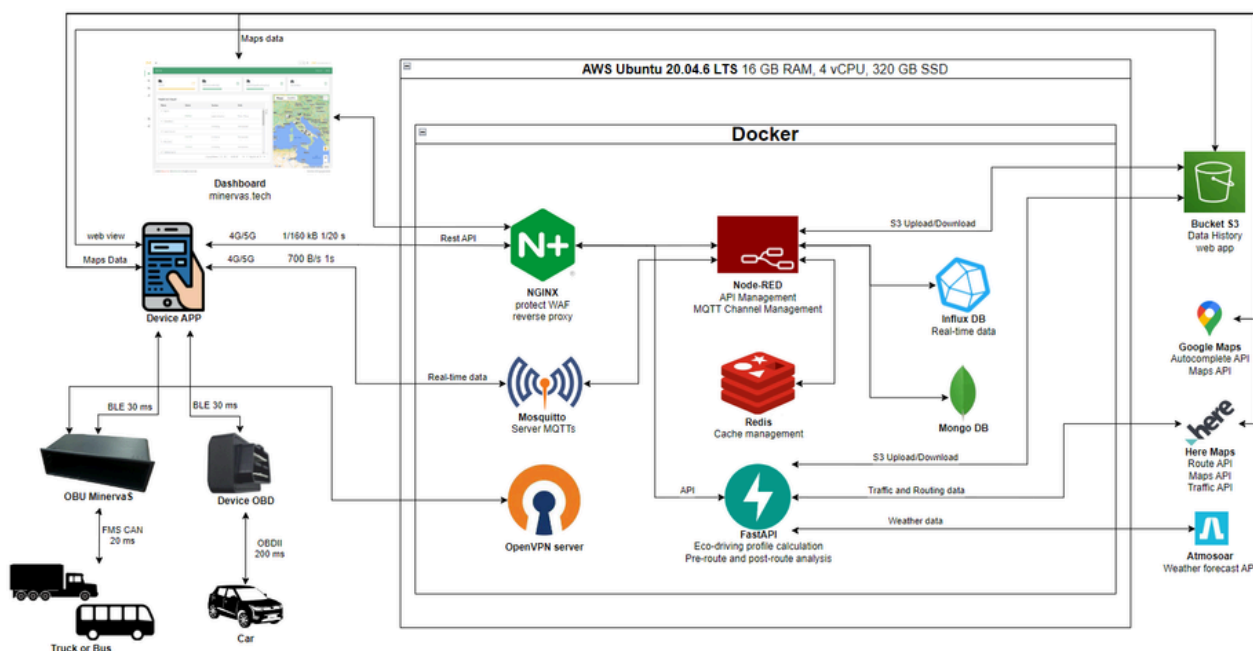 Maps data
AWS Ubuntu 20.04.6 LTS 16 GB RAM, 4 vCPU, 320 GB SSD
Docker
Dashboard
minervas.tech
web view
4G/5G
1/160 kB 1/20 s
Rest API
Maps Data
4G/5G
700 B/s 1s
Device APP
N+
NGINX
protect WAF
reverse proxy
Node-RED
API Management
MQTT Channel Management
S3 Upload/Download
Bucket S3
Data History
web app
Influx DB
Real-time data
Google Maps
Autocomplete API
Maps API
Real-time data
Mosquitto
Server MQTTs
Redis
Cache management
Mongo DB
here
Here Maps
Route API
Maps API
Traffic API
BLE 30 ms
BLE 30 ms
OBU MinervaS
Device OBD
S3 Upload/Download
API
Traffic and Routing data
Weather data
FastAPI
Eco-driving profile calculation
Pre-route and post-route analysis
OpenVPN server
Atmosoar
Weather forecast AP
FMS CAN
20 ms
OBDII
200 ms
Truck or Bus
Car